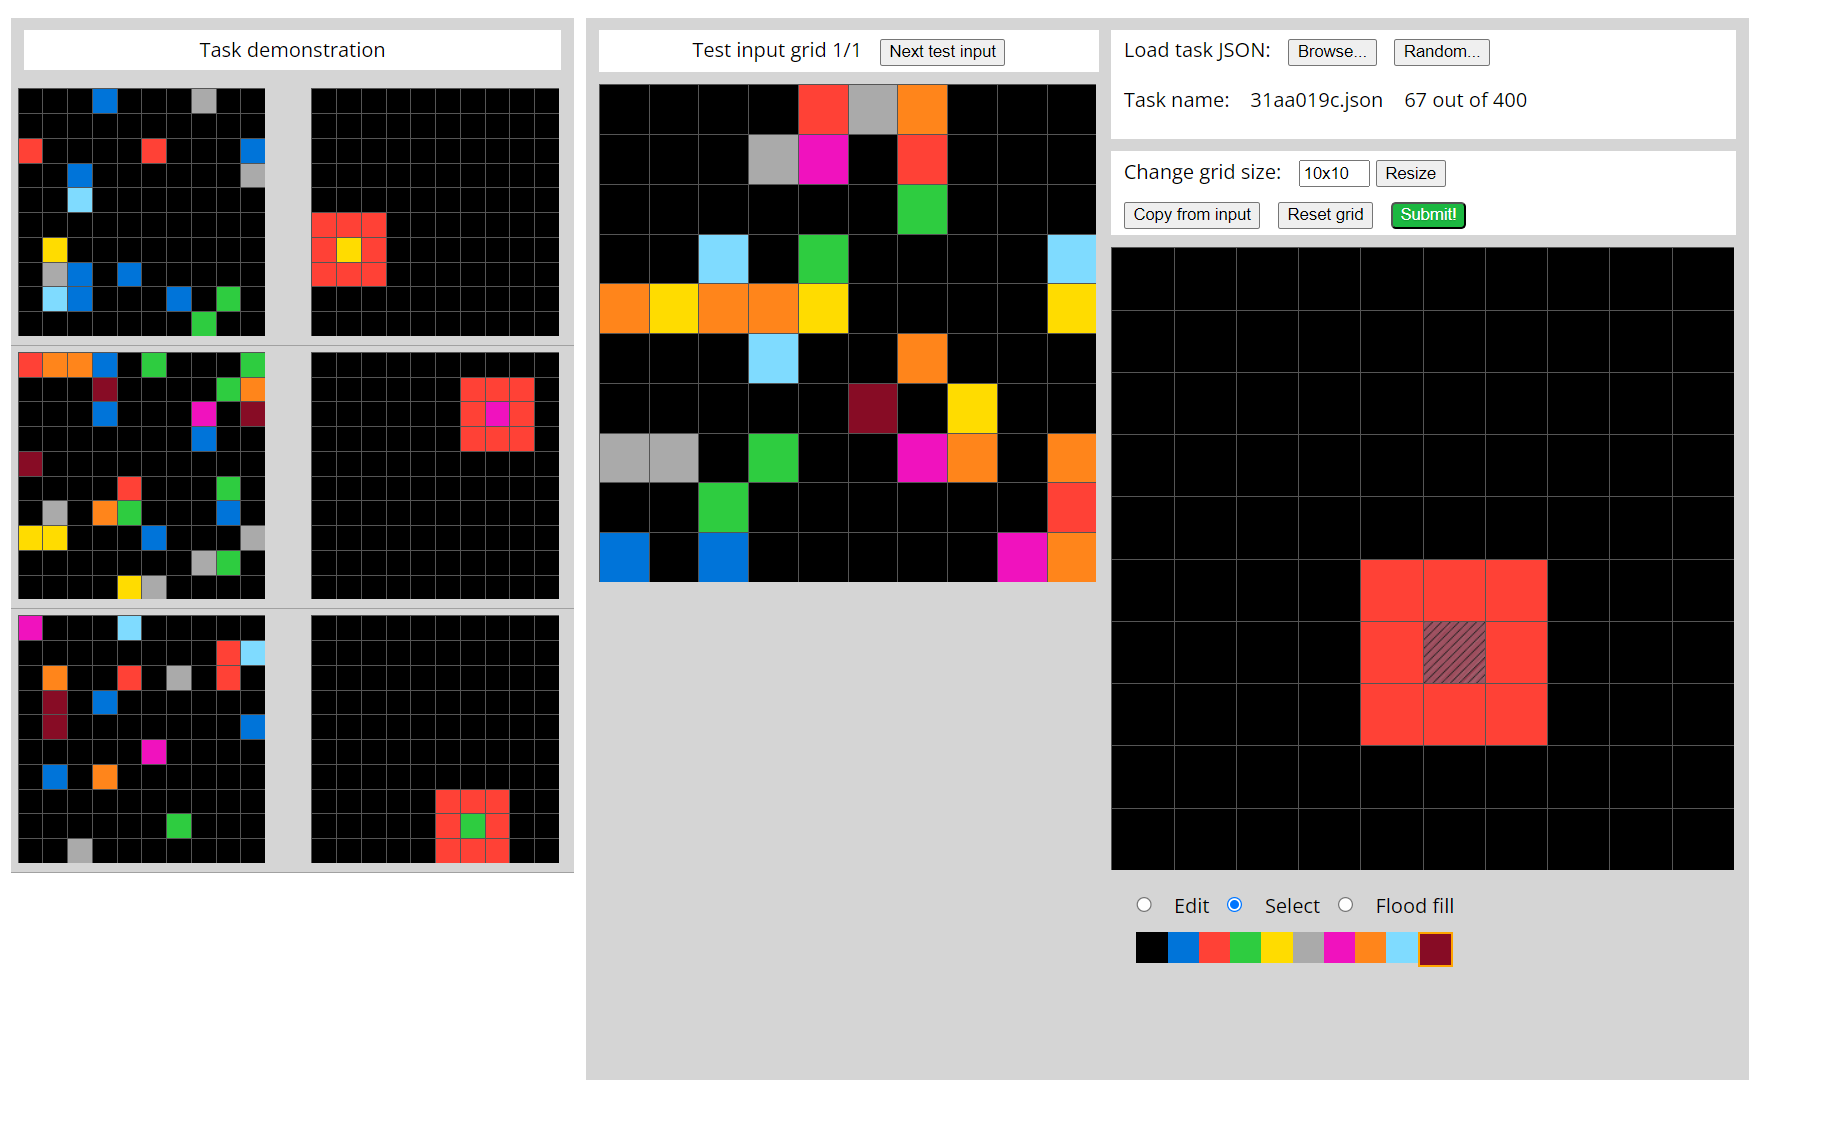 Task demonstration
Test input grid 1/1 Next test input
Load task JSON: Browse... Random...
Task name: 31aa019c.json 67 out of 400
Change grid size: 10x10 Resize
Copy from input Reset grid Submit!
Edit Select Flood fill